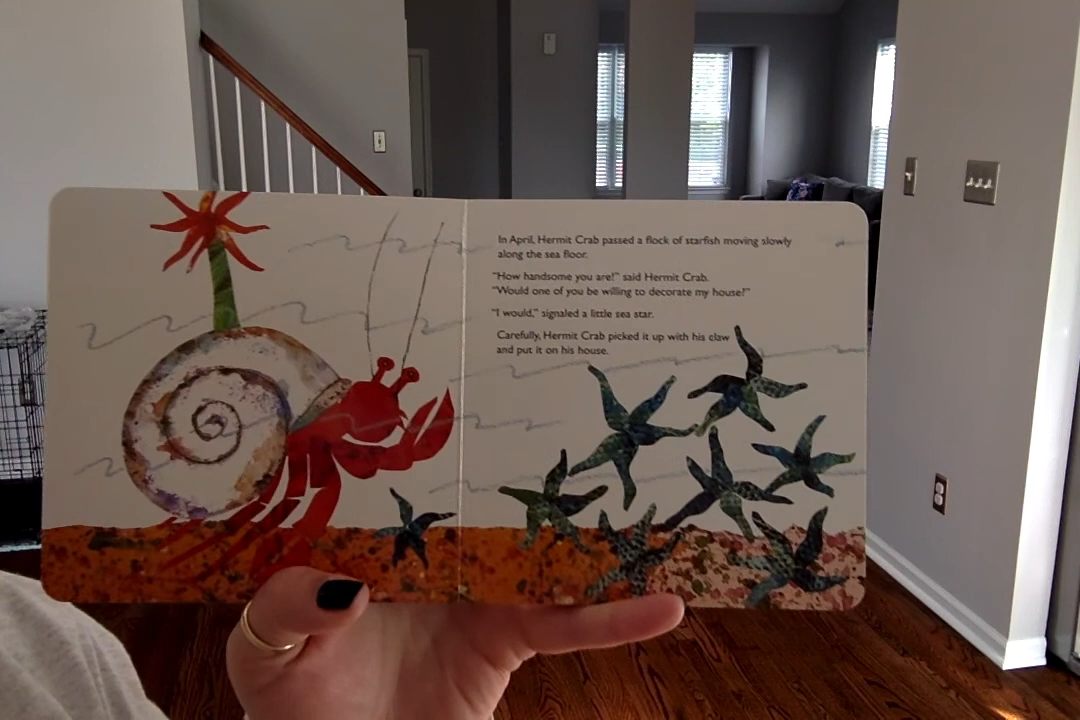 In April, Hermit Crab passed a flock of starfish moving slowly
along the sea floor.
"How handsome you are!" said Hermit Crab.
"Would one of you be willing to decorate my house?"
"I would," signaled a little sea star.
Carefully, Hermit Crab picked it up with his claw
and put it on his house.